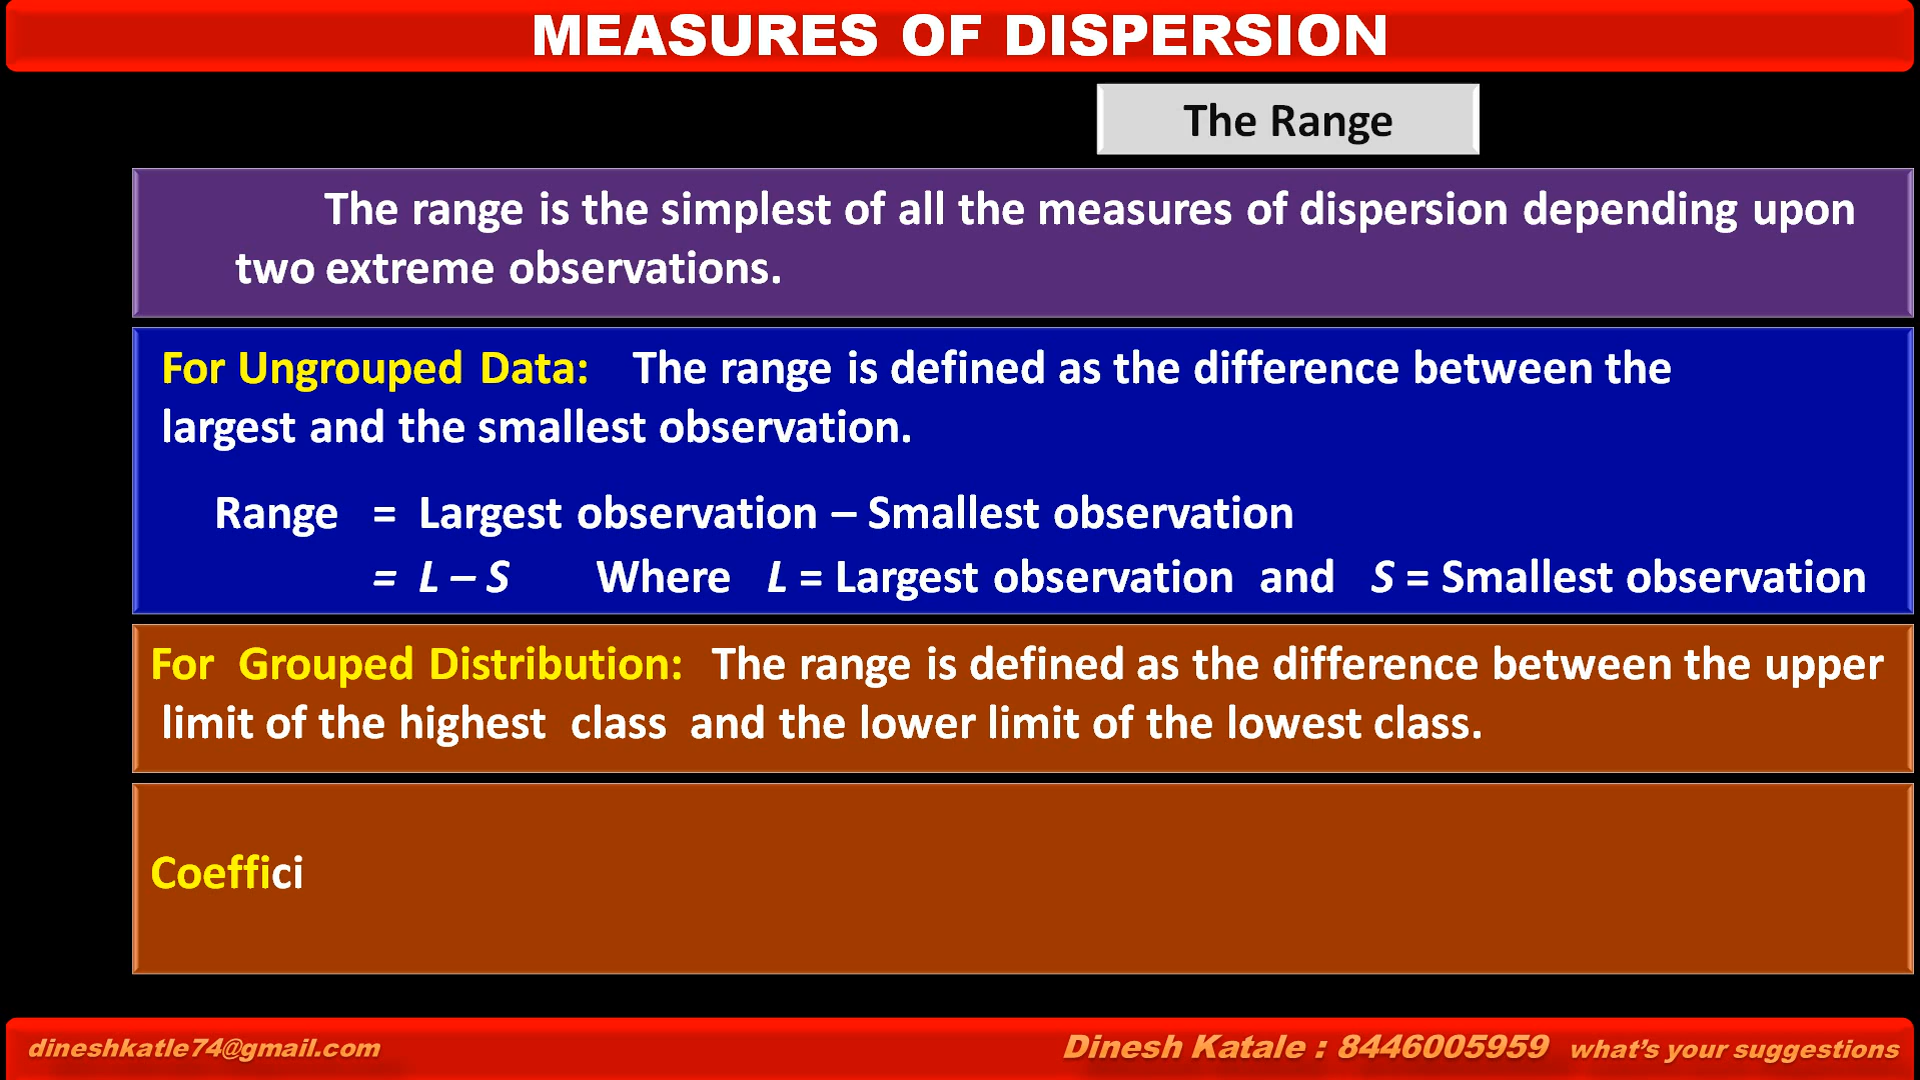 MEASURES OF DISPERSION
The Range
The range is the simplest of all the measures of dispersion depending upon
two extreme observations.
For Ungrouped Data: The range is defined as the difference between the
largest and the smallest observation.
Range = Largest observation – Smallest observation
= L – S Where L = Largest observation and S = Smallest observation
For Grouped Distribution: The range is defined as the difference between the upper
limit of the highest class and the lower limit of the lowest class.
Coeffici
dineshkatle74@gmail.com
Dinesh Katale : 8446005959 what’s your suggestions